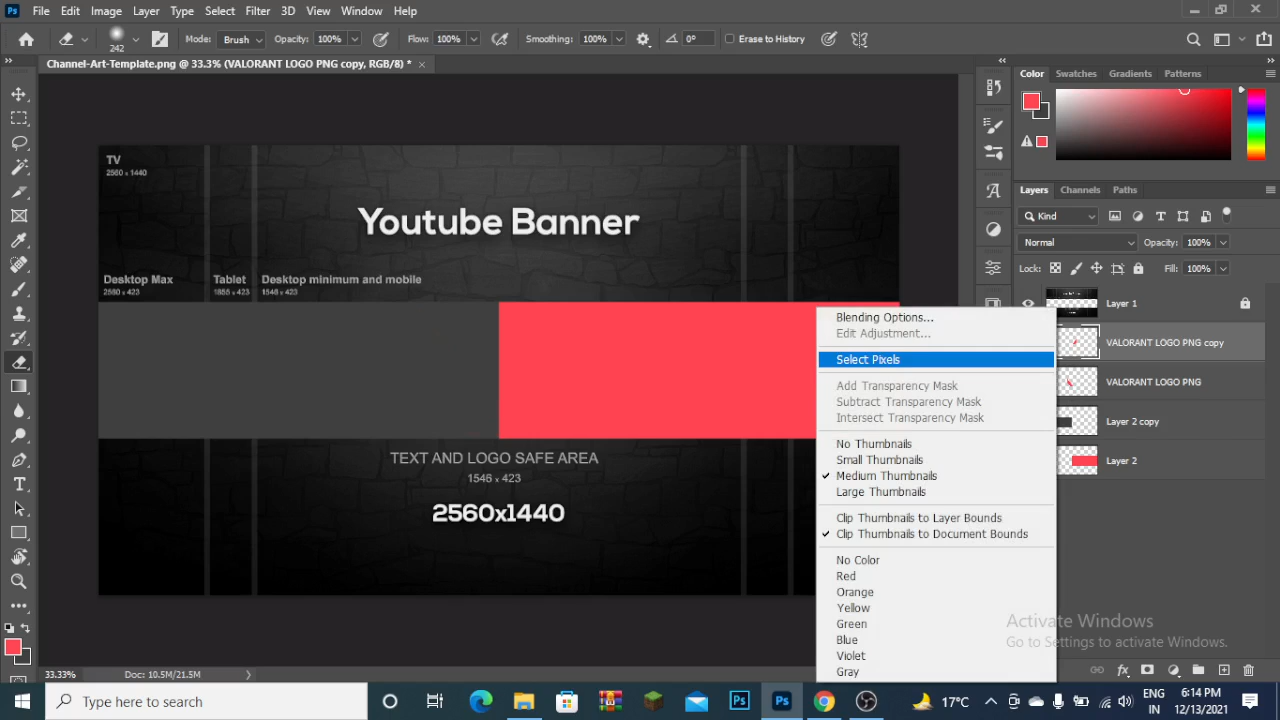 Ps File Edit Image Layer Type Select Filter 3D View Window Help
242 Mode: Brush Opacity: 100% Flow: 100% Smoothing: 100% 0° Erase to History
Channel-Art-Template.png @ 33.3% (VALORANT LOGO PNG copy, RGB/8) * ×
Color Swatches Gradients Patterns
TV
2560 x 1440
Youtube Banner
Desktop Max
2560 x 423
Tablet
1855 x 423
Desktop minimum and mobile
1546 x 423
TEXT AND LOGO SAFE AREA
1546 x 423
2560x1440
Layers Channels Paths
Kind
Normal Opacity: 100%
Lock: Fill: 100%
Layer 1
VALORANT LOGO PNG copy
VALORANT LOGO PNG
Layer 2 copy
Layer 2
Blending Options...
Edit Adjustment...
Select Pixels
Add Transparency Mask
Subtract Transparency Mask
Intersect Transparency Mask
No Thumbnails
Small Thumbnails
Medium Thumbnails
Large Thumbnails
Clip Thumbnails to Layer Bounds
Clip Thumbnails to Document Bounds
No Color
Red
Orange
Yellow
Green
Blue
Violet
Gray
Activate Windows
Go to Settings to activate Windows.
33.33% Doc: 10.5M/21.5M
Type here to search
Ps
Ps
17°C
ENG
IN
6:14 PM
12/13/2021